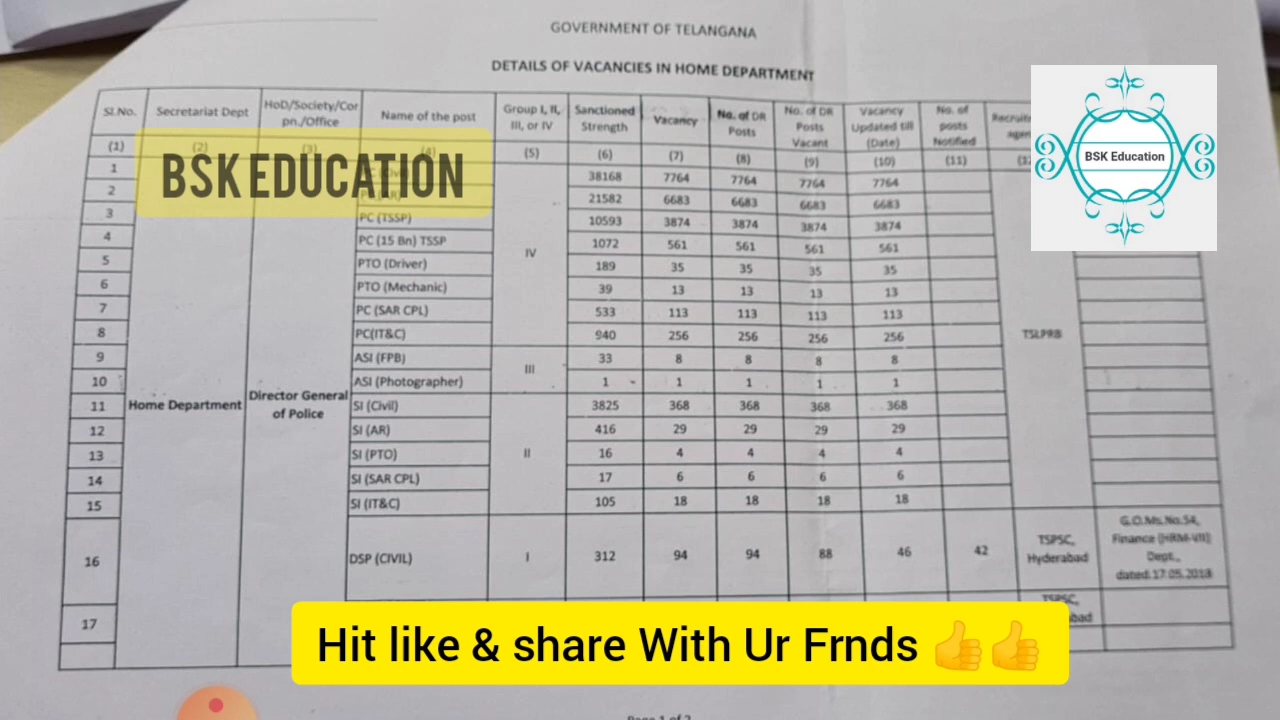 GOVERNMENT OF TELANGANA
DETAILS OF VACANCIES IN HOME DEPARTMENT
Sl.No. Secretariat Dept HoD/Society/Cor pn./Office Name of the post Group I, II, III, or IV Sanctioned Strength Vacancy No. of DR Posts No. of DR Posts Vacant Vacancy Updated till (Date) No. of posts Notified
(1) (2) (3) (4) (5) (6) (7) (8) (9) (10) (11)
BSK EDUCATION
BSK Education
1 38168 7764 7764 7764 7764
2 21582 6683 6683 6683 6683
3 PC (TSSP) 10593 3874 3874 3874 3874
4 PC (15 Bn) TSSP IV 1072 561 561 561 561
5 PTO (Driver) 189 35 35 35 35
6 PTO (Mechanic) 39 13 13 13 13
7 PC (SAR CPL) 533 113 113 113 113
8 PC(IT&C) 940 256 256 256 256 TSLPRB
9 ASI (FPB) III 33 8 8 8 8
10 ASI (Photographer) 1 1 1 1 1
11 Home Department Director General of Police SI (Civil) 3825 368 368 368 368
12 SI (AR) 416 29 29 29 29
13 SI (PTO) II 16 4 4 4 4
14 SI (SAR CPL) 17 6 6 6 6
15 SI (IT&C) 105 18 18 18 18
16 DSP (CIVIL) I 312 94 94 88 46 42 TSPSC, Hyderabad G.O.Ms.No.54, Finance (HRM-VII) Dept., dated.17.05.2018
17 TSPSC,
Hit like & share With Ur Frnds 👍👍
Page 1 of 2